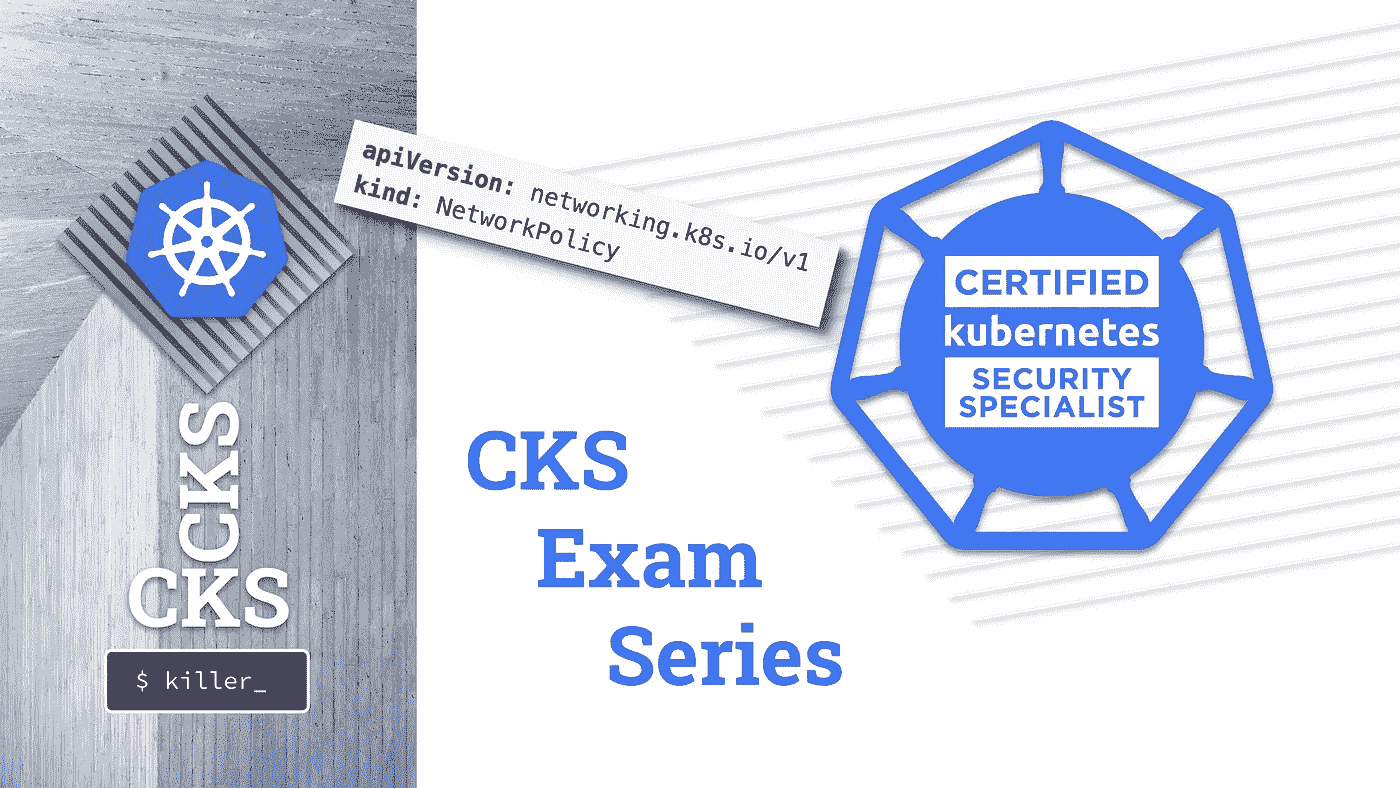 apiVersion: networking.k8s.io/v1
kind: NetworkPolicy
CERTIFIED
kubernetes
SECURITY
SPECIALIST
CKS
CKS
$ killer_
CKS
Exam
Series